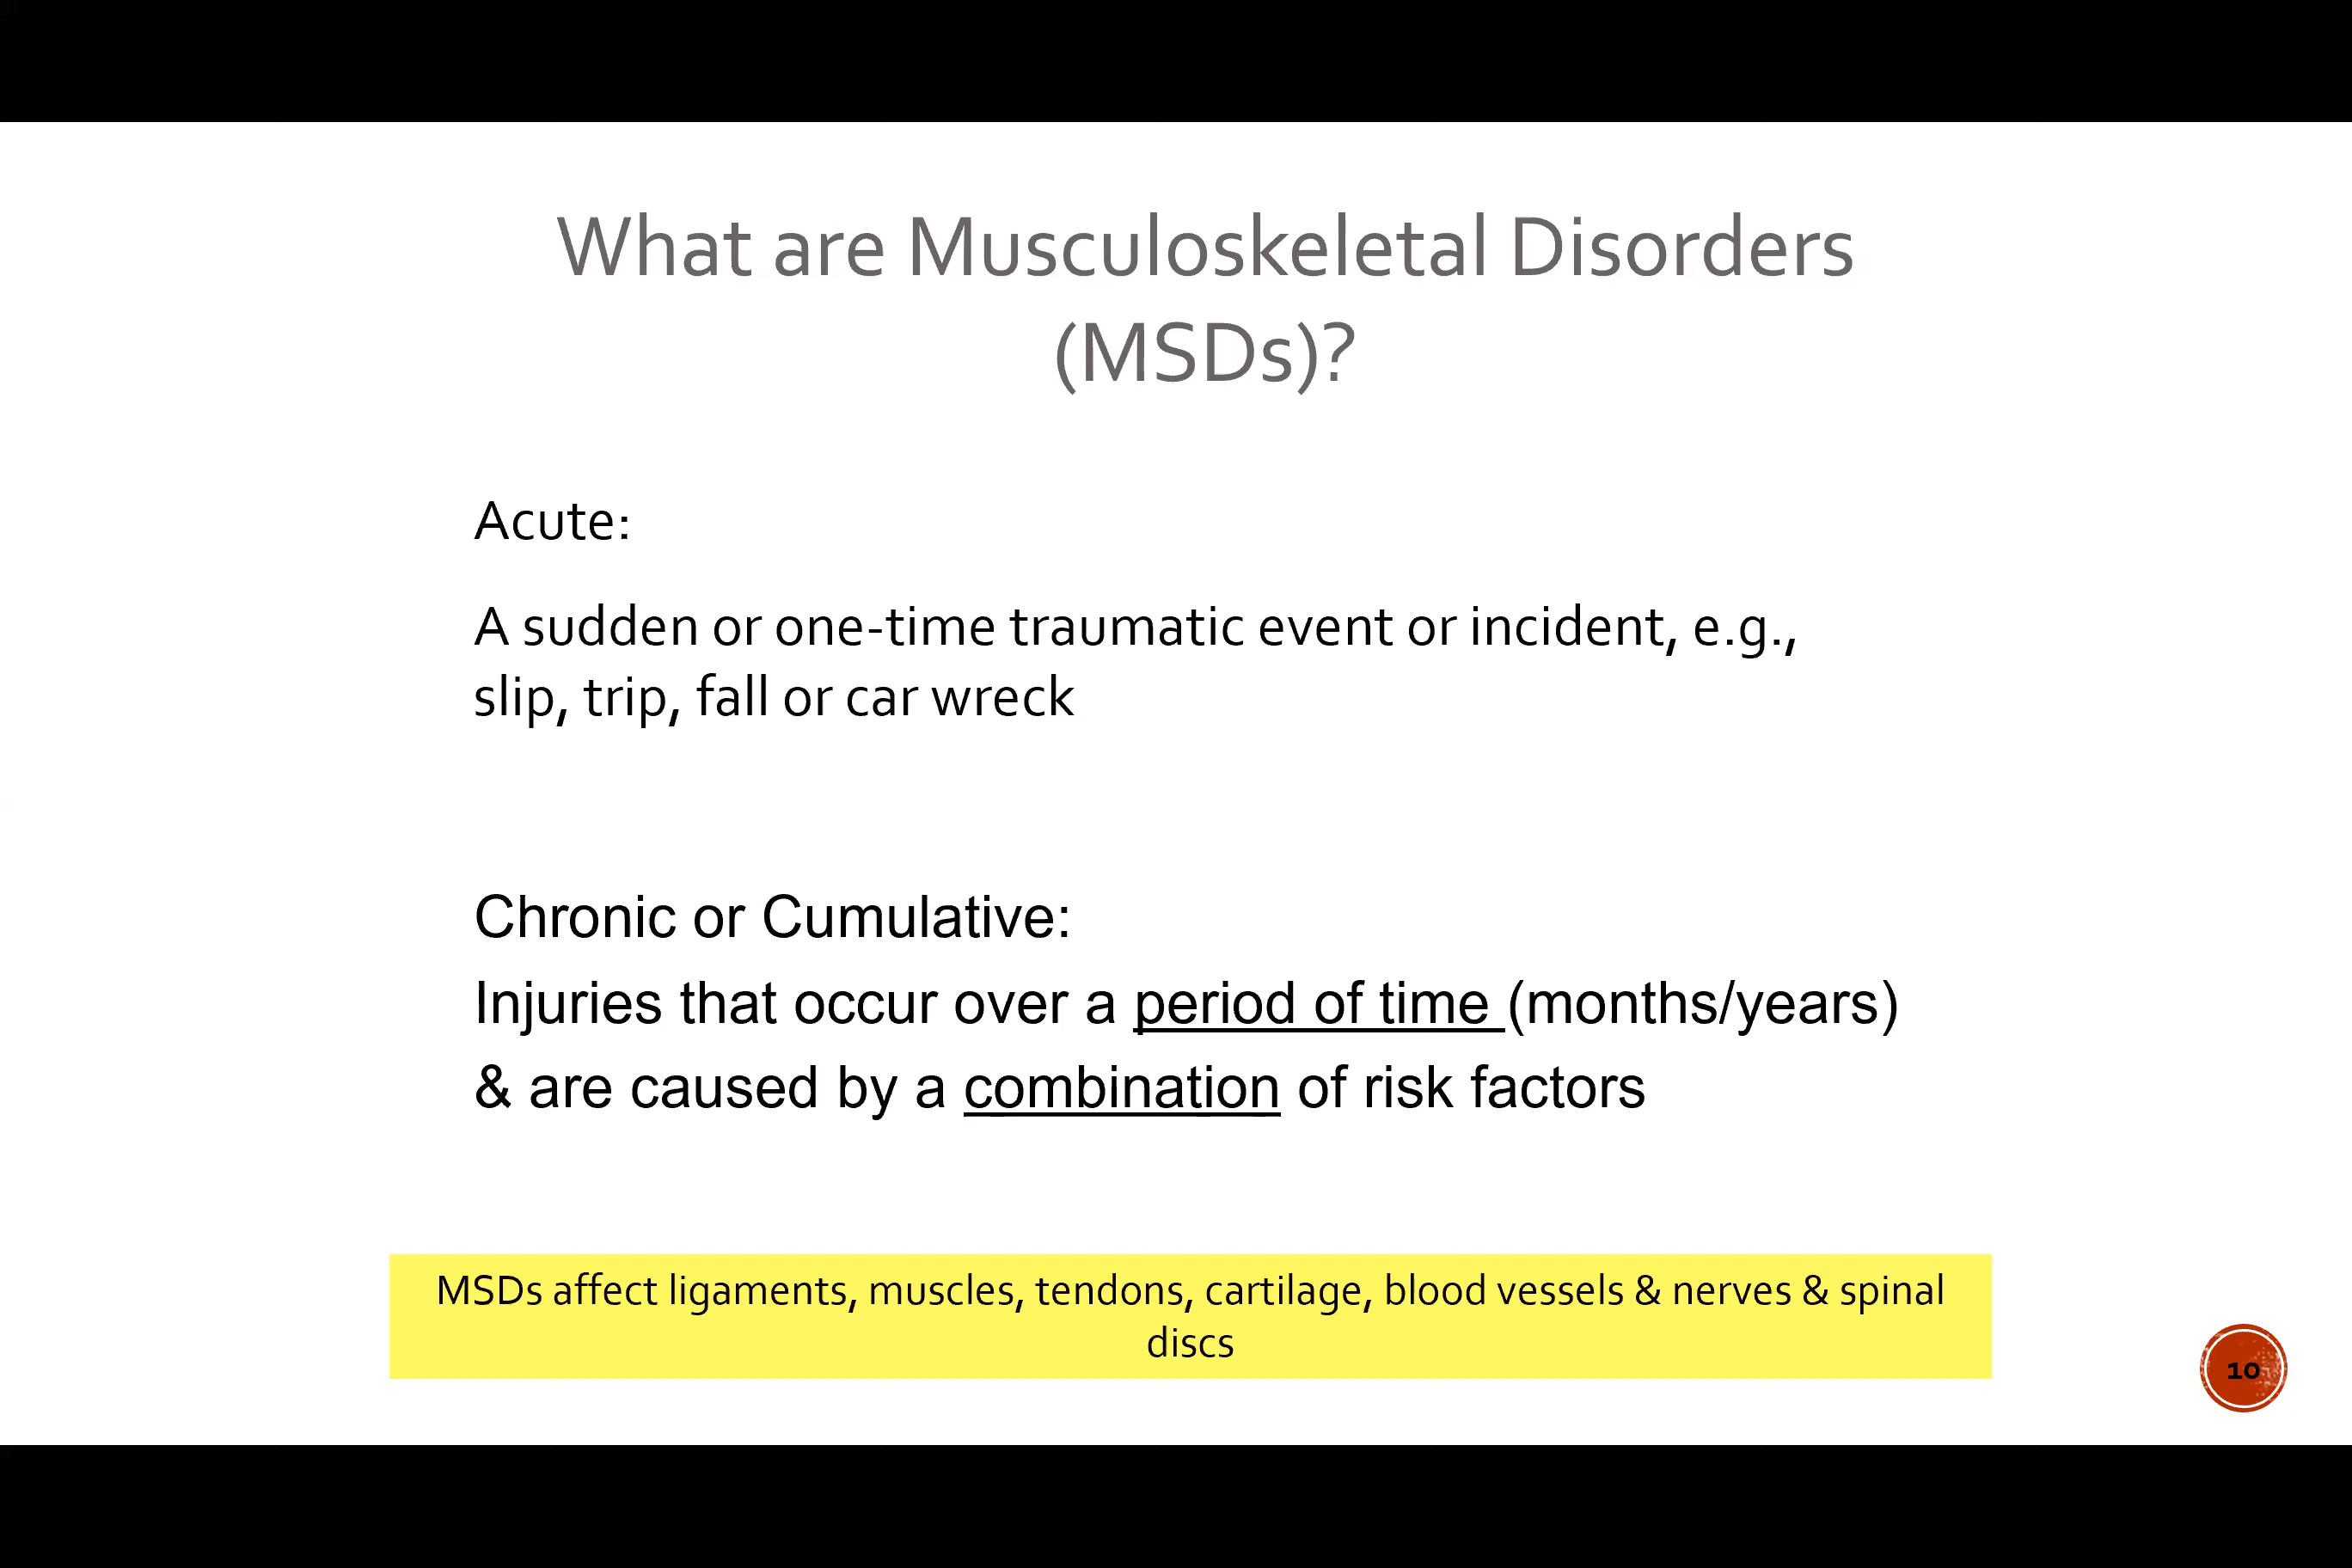 What are Musculoskeletal Disorders
(MSDs)?
Acute:
A sudden or one-time traumatic event or incident, e.g.,
slip, trip, fall or car wreck
Chronic or Cumulative:
Injuries that occur over a period of time (months/years)
& are caused by a combination of risk factors
MSDs affect ligaments, muscles, tendons, cartilage, blood vessels & nerves & spinal
discs
10